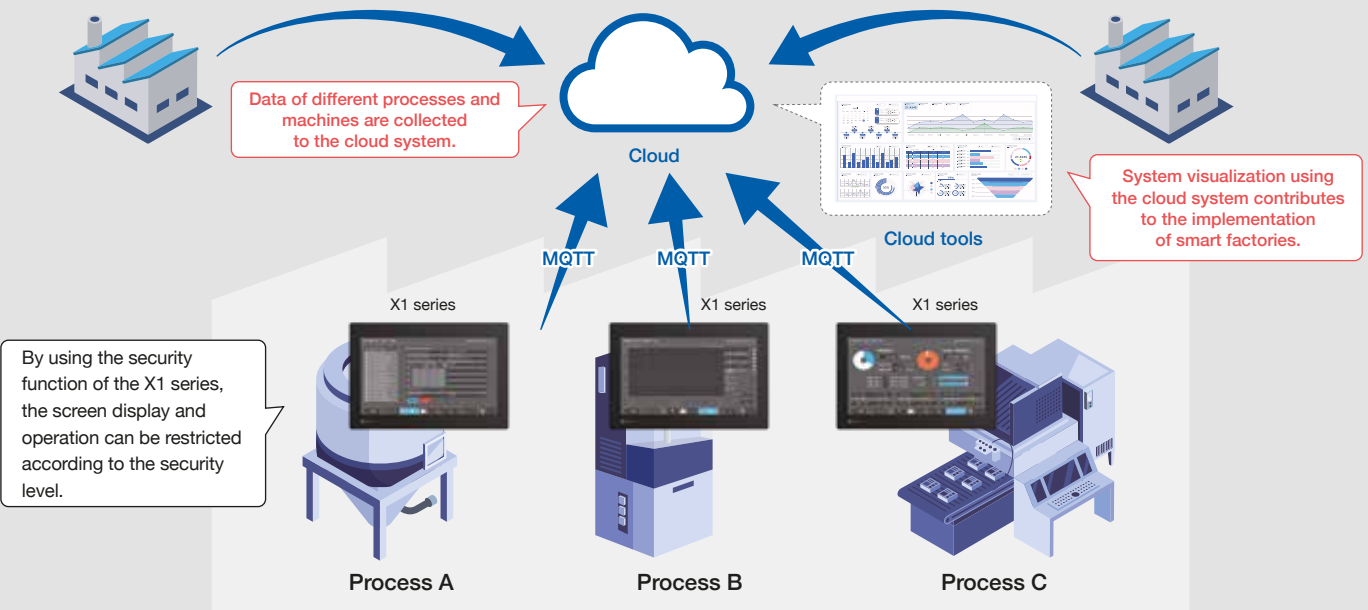 Data of different processes and
machines are collected
to the cloud system.
Cloud
Cloud tools
System visualization using
the cloud system contributes
to the implementation
of smart factories.
MQTT
MQTT
MQTT
X1 series
X1 series
X1 series
By using the security
function of the X1 series,
the screen display and
operation can be restricted
according to the security
level.
Process A
Process B
Process C